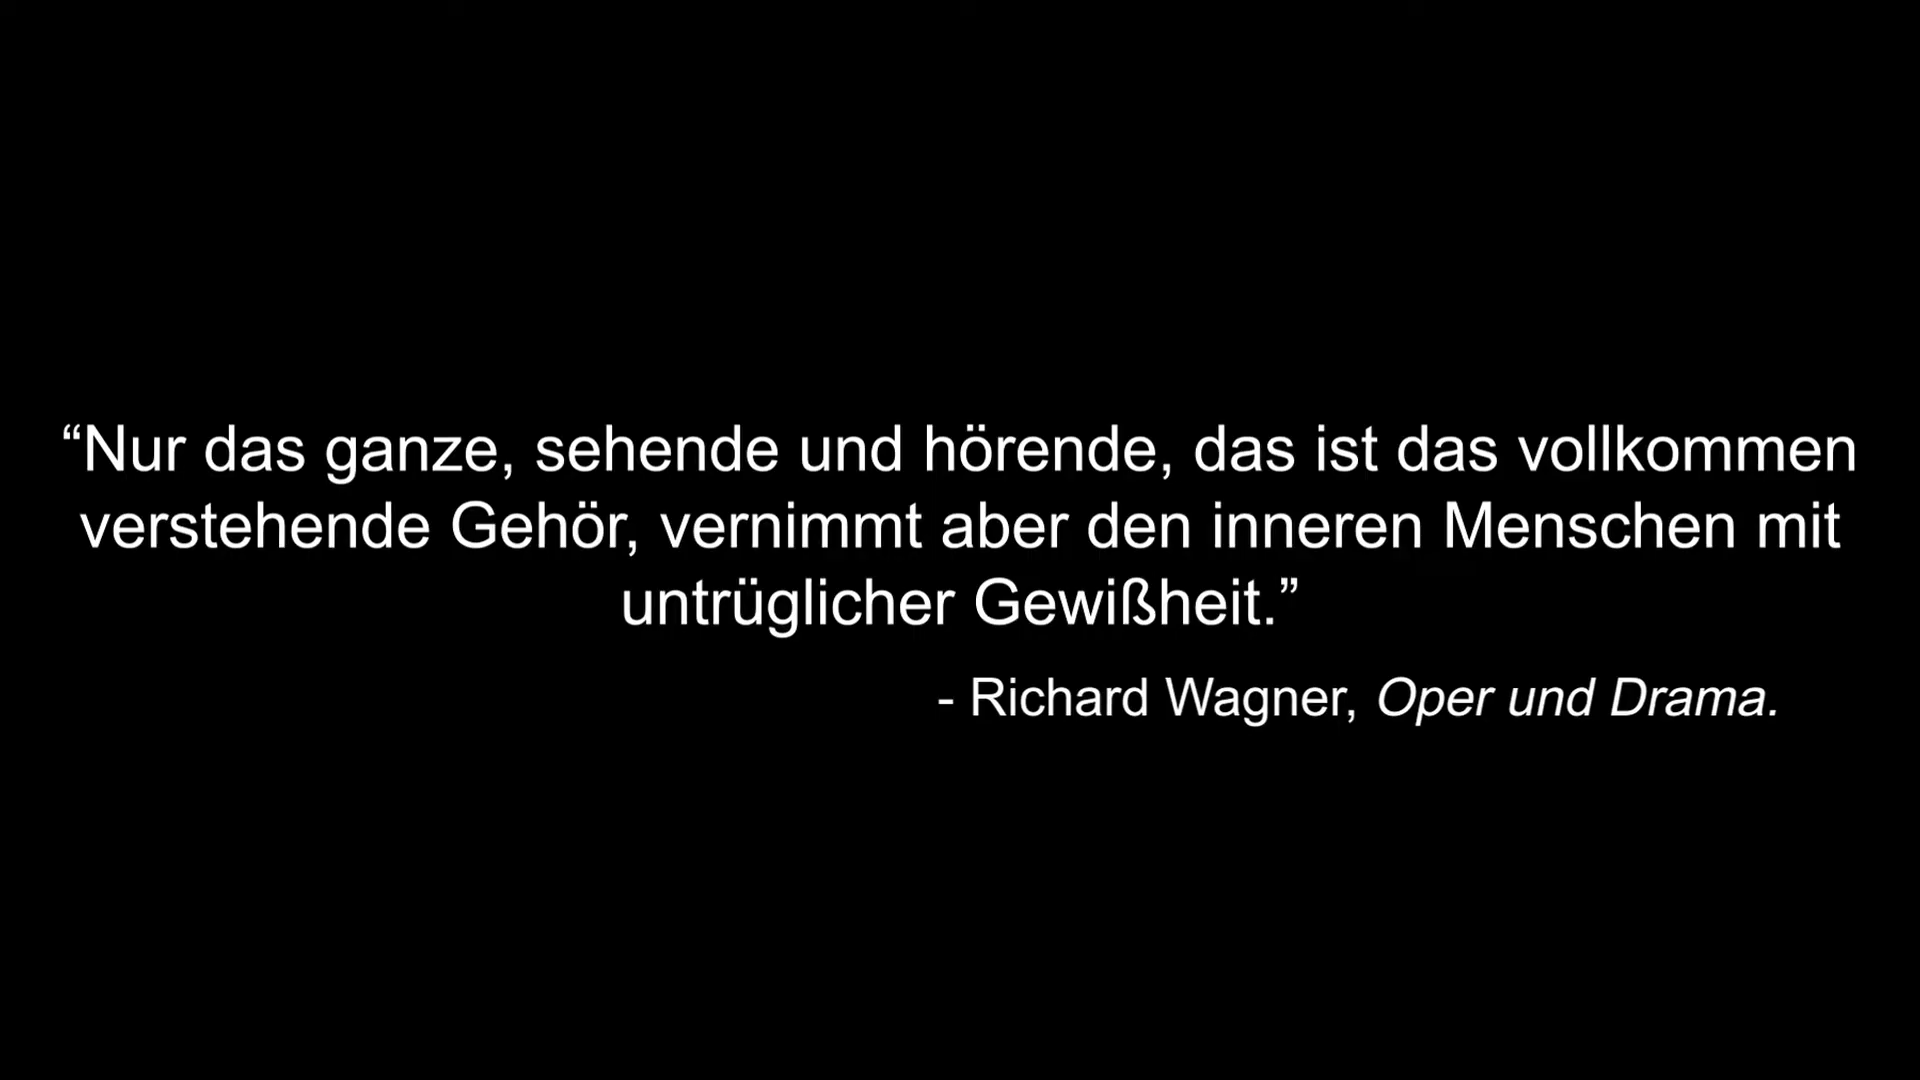 “Nur das ganze, sehende und hörende, das ist das vollkommen
verstehende Gehör, vernimmt aber den inneren Menschen mit
untrüglicher Gewißheit.”
- Richard Wagner, Oper und Drama.